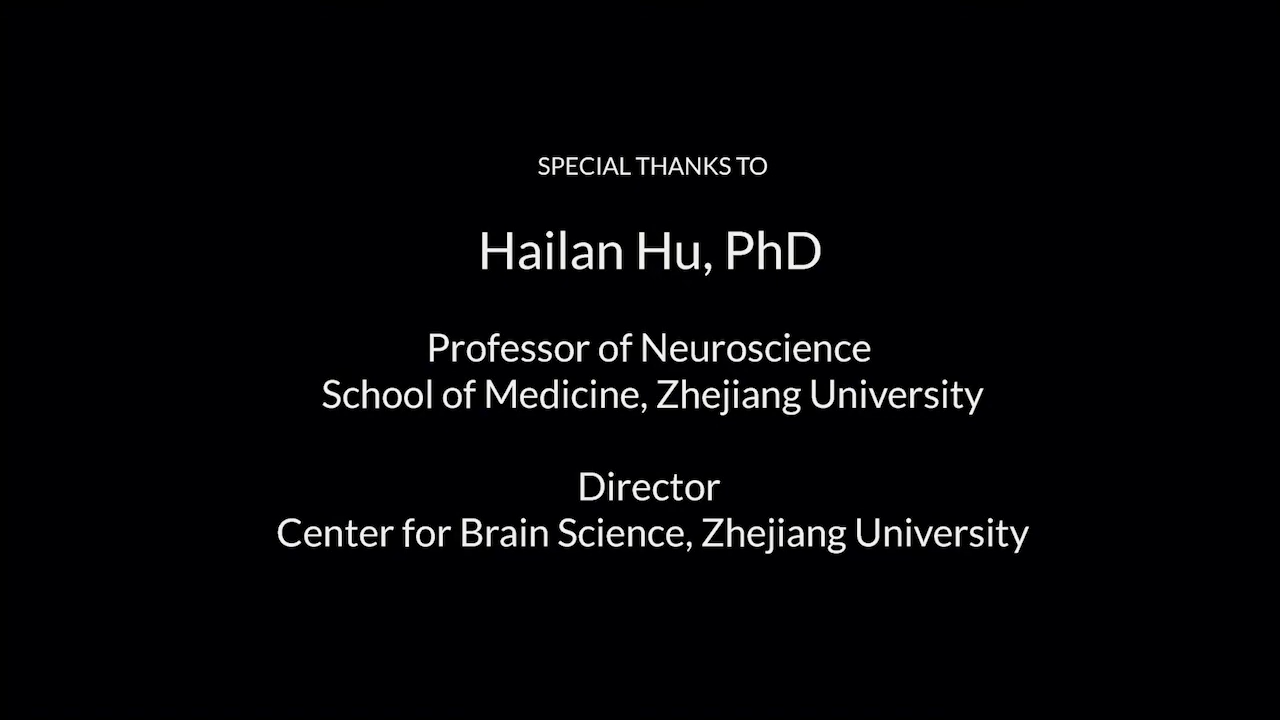 SPECIAL THANKS TO
Hailan Hu, PhD
Professor of Neuroscience
School of Medicine, Zhejiang University
Director
Center for Brain Science, Zhejiang University